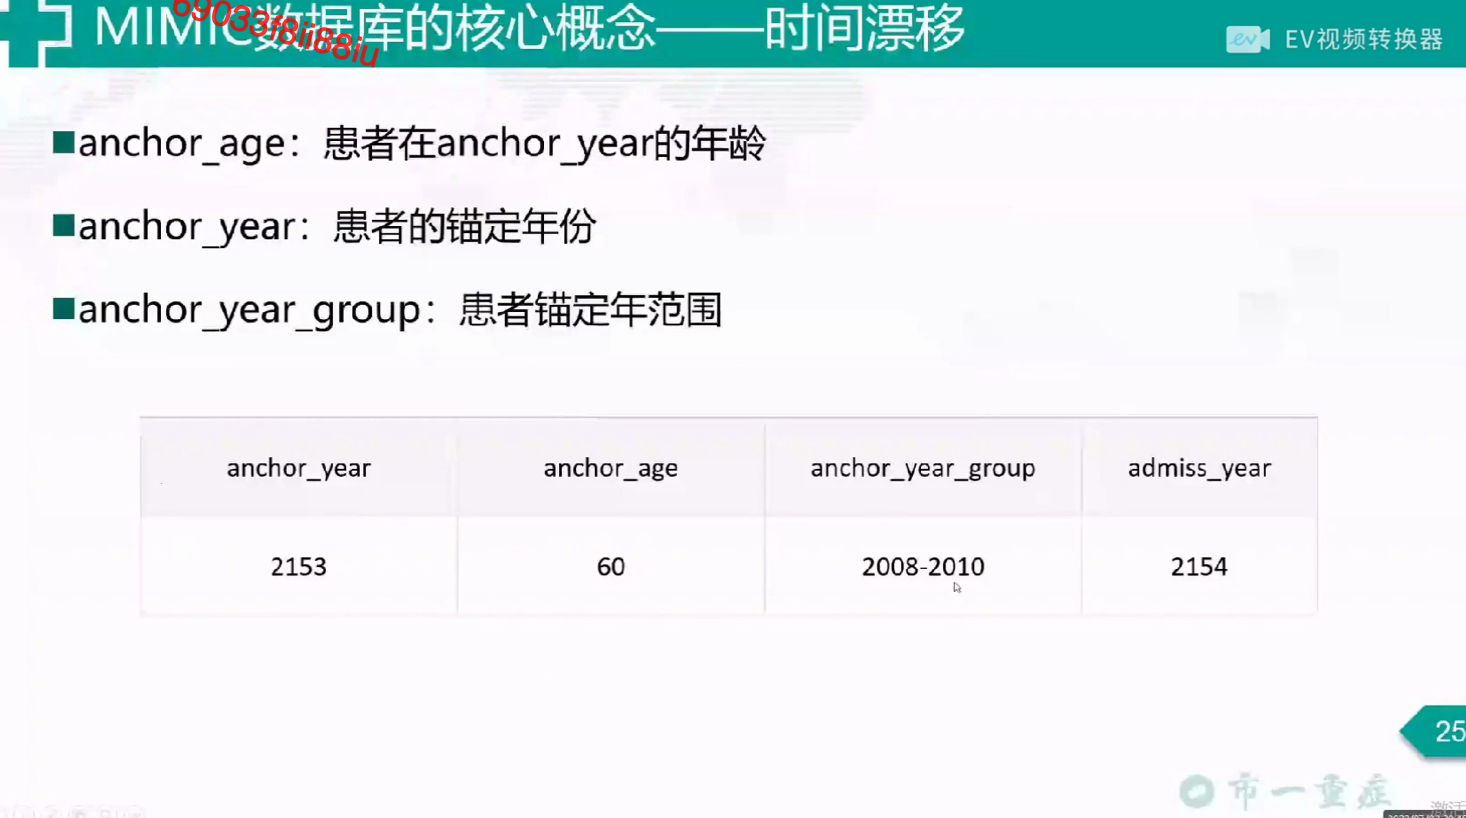 MIMIC数据库的核心概念——时间漂移
69033f8ii88iu
EV视频转换器
anchor_age：患者在anchor_year的年龄
anchor_year：患者的锚定年份
anchor_year_group：患者锚定年范围
anchor_year anchor_age anchor_year_group admiss_year
2153 60 2008-2010 2154
25
市一重症
激活